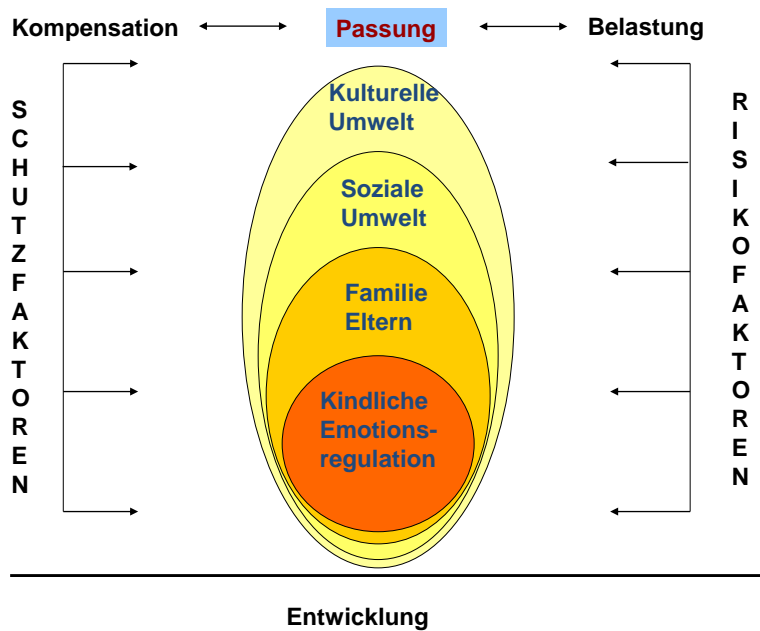 Kompensation Passung Belastung
SCHUTZFAKTOREN
Kulturelle
Umwelt
Soziale
Umwelt
Familie
Eltern
Kindliche
Emotions-
regulation
RISIKOFAKTOREN
Entwicklung